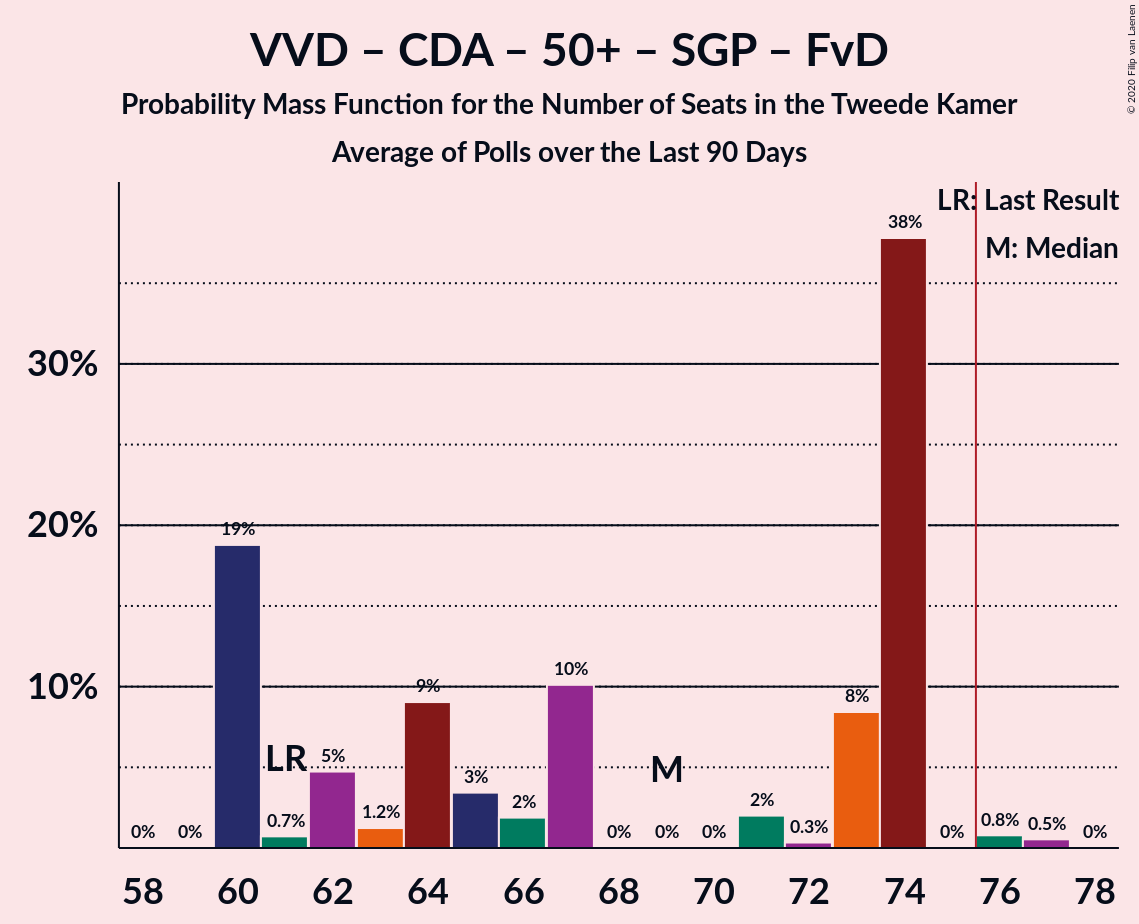 VVD – CDA – 50+ – SGP – FvD
Probability Mass Function for the Number of Seats in the Tweede Kamer
Average of Polls over the Last 90 Days
© 2020 Filip van Laenen
LR: Last Result
M: Median
30%
20%
10%
0%
0%
19%
0.7%
5%
1.2%
9%
3%
2%
10%
0%
0%
0%
2%
0.3%
8%
38%
0%
0.8%
0.5%
0%
LR
M
58 60 62 64 66 68 70 72 74 76 78